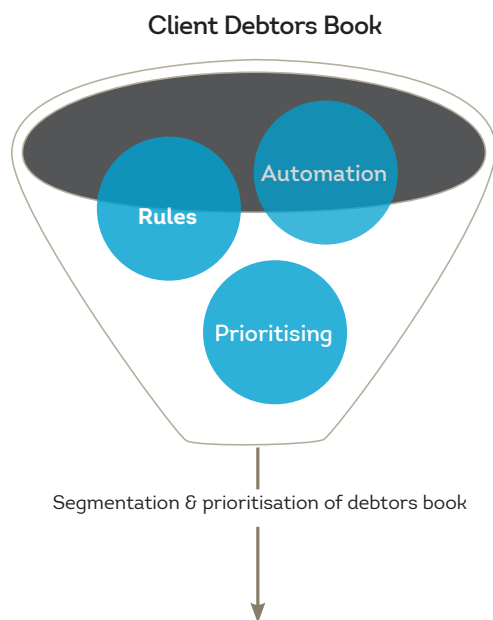 Client Debtors Book
Automation
Rules
Prioritising
Segmentation & prioritisation of debtors book